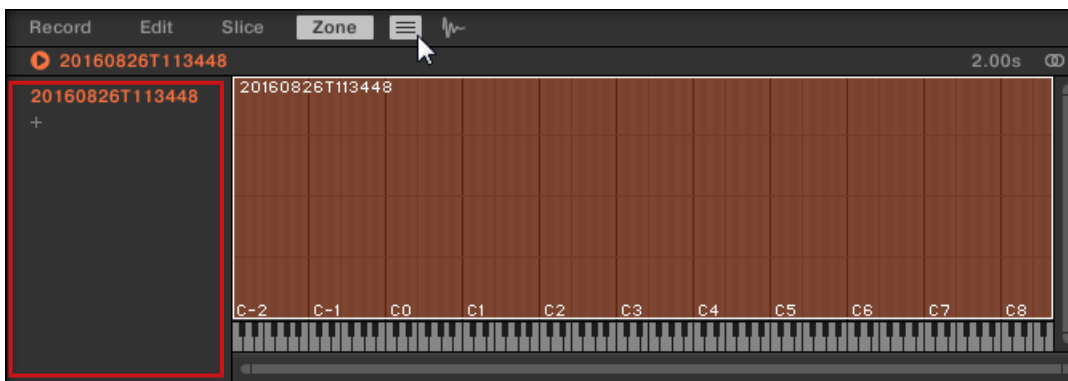 Record Edit Slice Zone
20160826T113448 2.00s
20160826T113448
+
20160826T113448
C-2 C-1 C0 C1 C2 C3 C4 C5 C6 C7 C8